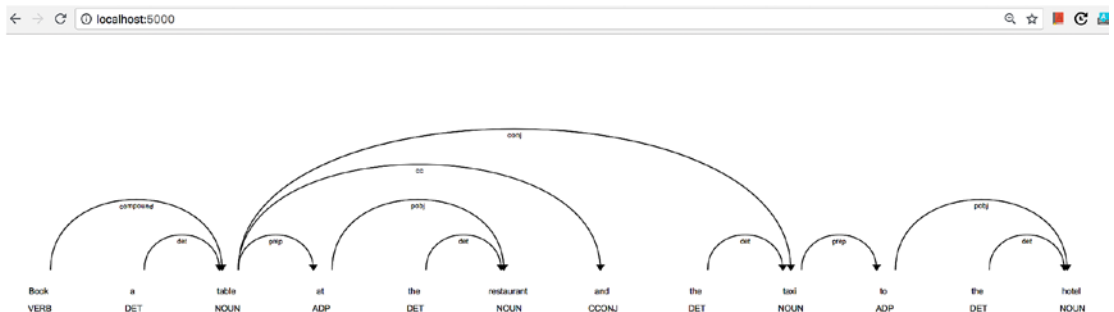 localhost:5000
conj
cc
compound pobj pobj
det prep det det prep det
Book a table at the restaurant and the taxi to the hotel
VERB DET NOUN ADP DET NOUN CCONJ DET NOUN ADP DET NOUN